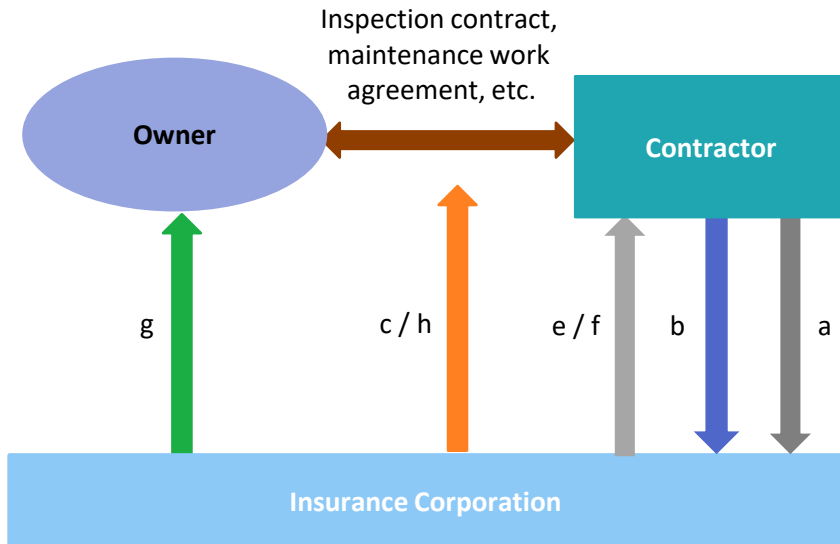 Inspection contract,
maintenance work
agreement, etc.
Owner
Contractor
g
c / h
e / f
b
a
Insurance Corporation